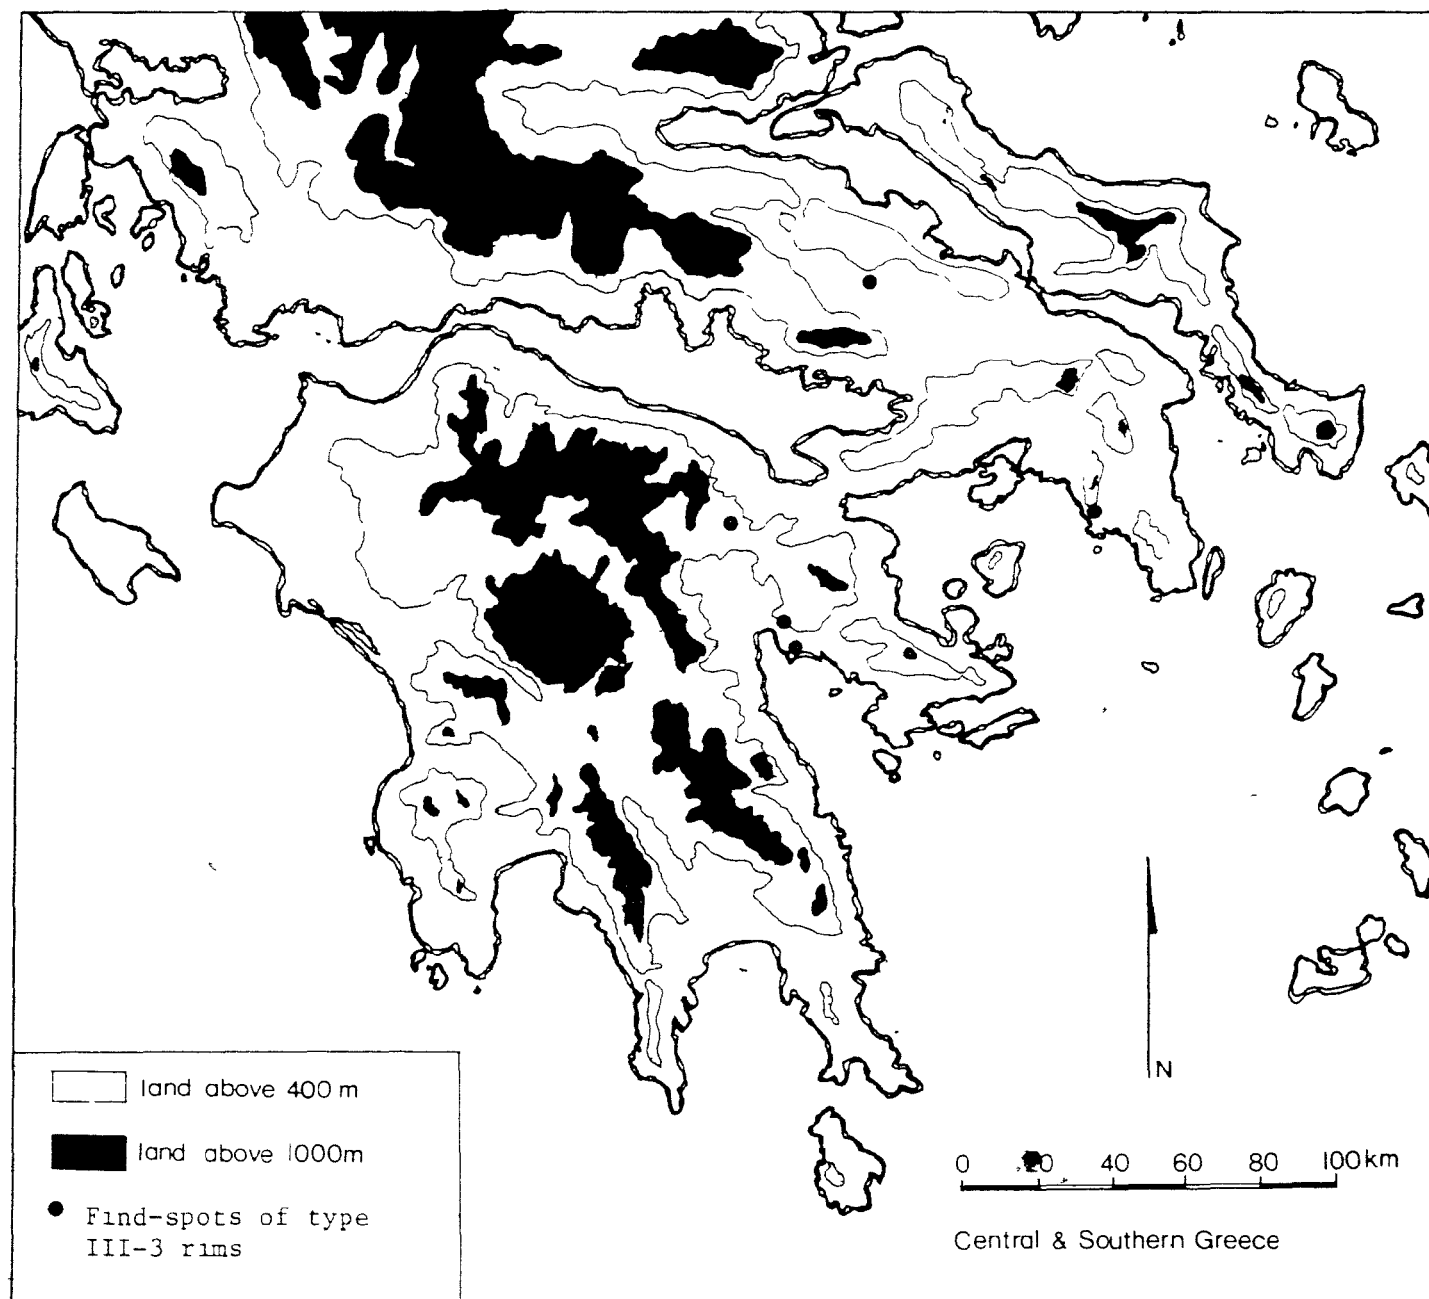 land above 400 m
land above 1000m
Find-spots of type
III-3 rims
N
0 20 40 60 80 100km
Central & Southern Greece